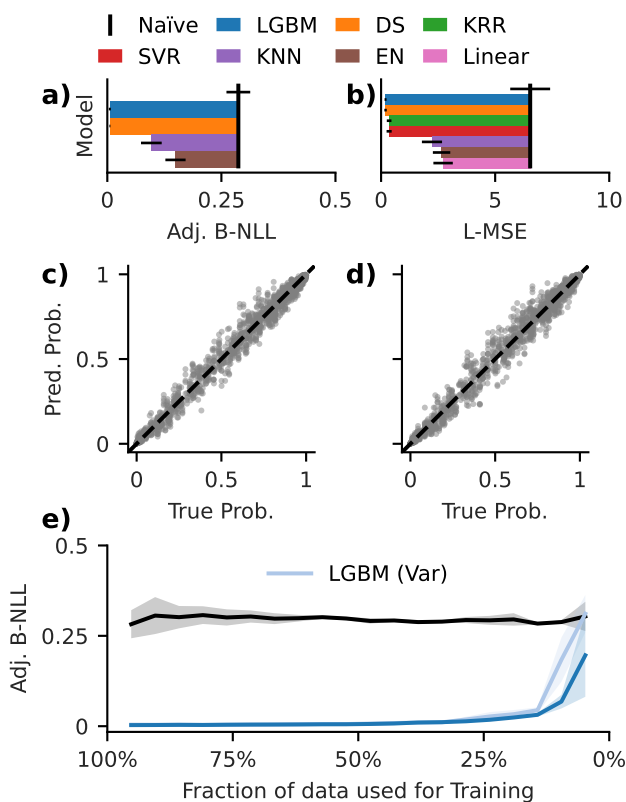 Naïve LGBM DS KRR
SVR KNN EN Linear
a)
Model
0 0.25 0.5
Adj. B-NLL
b)
0 5 10
L-MSE
c)
Pred. Prob.
1
0.5
0
0 0.5 1
True Prob.
d)
0 0.5 1
True Prob.
e)
Adj. B-NLL
0.5
0.25
0
LGBM (Var)
100% 75% 50% 25% 0%
Fraction of data used for Training